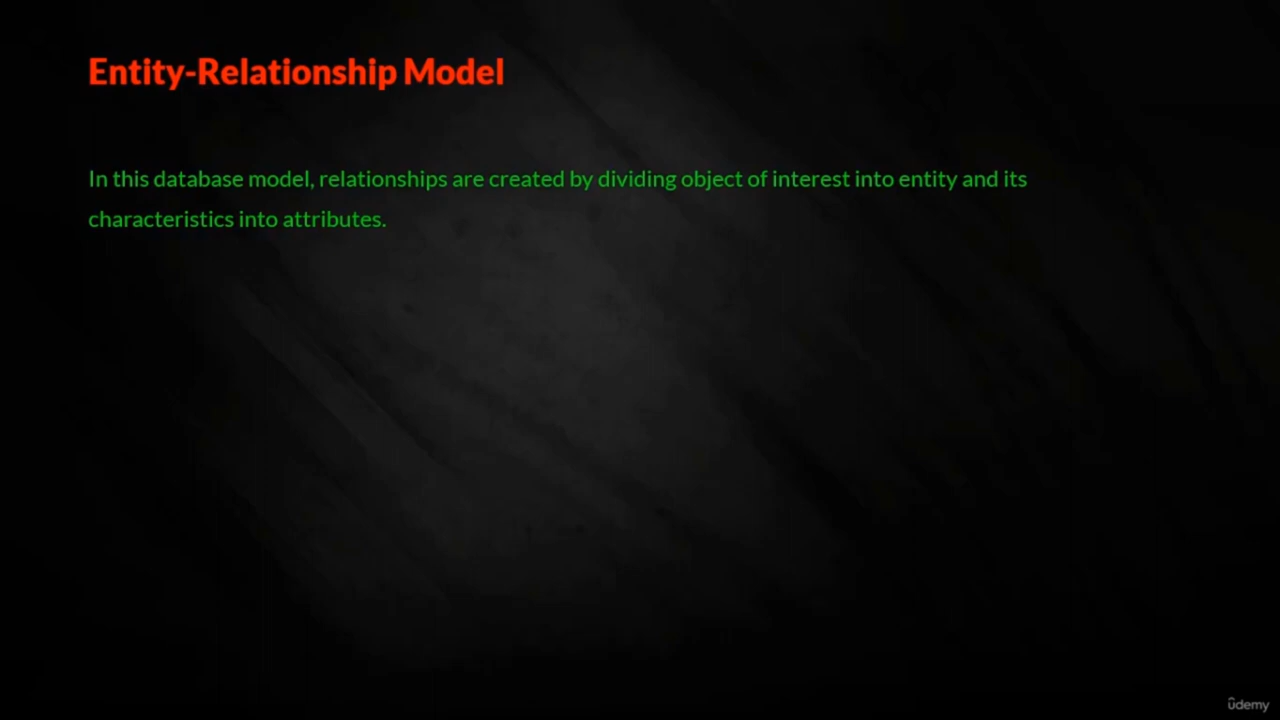 Entity-Relationship Model
In this database model, relationships are created by dividing object of interest into entity and its
characteristics into attributes.
ûdemy